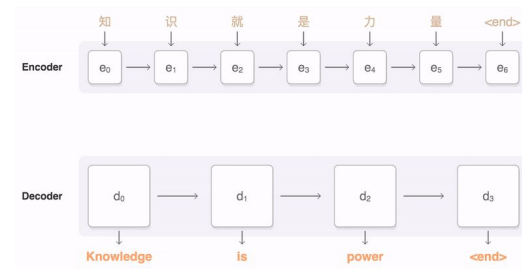 知 识 就 是 力 量 <end>
Encoder e₀ e₁ e₂ e₃ e₄ e₅ e₆
Decoder d₀ d₁ d₂ d₃
Knowledge is power <end>